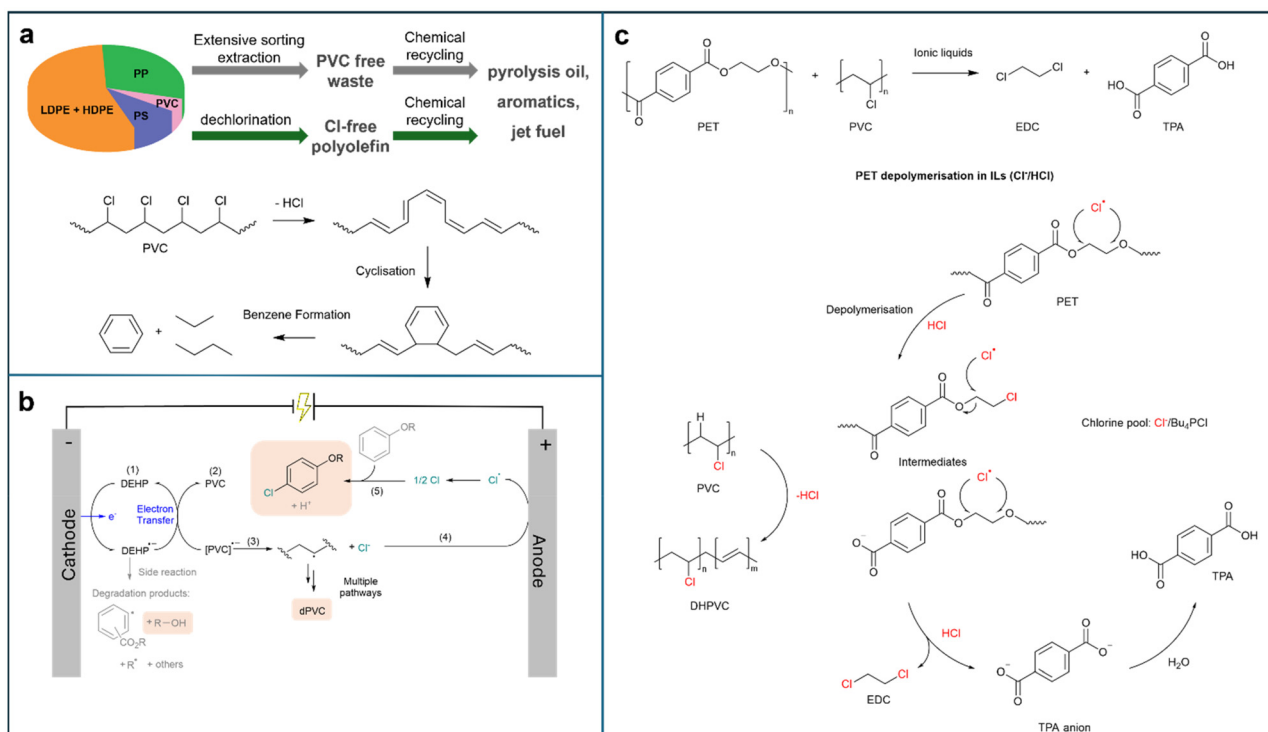 a
PP
PVC
LDPE + HDPE
PS
Extensive sorting
extraction
PVC free
waste
Chemical
recycling
pyrolysis oil,
aromatics,
jet fuel
dechlorination
Cl-free
polyolefin
Chemical
recycling
Cl Cl Cl Cl
PVC
- HCl
Cyclisation
Benzene Formation
+
b
-
+
Cathode
Anode
(1)
DEHP
(2)
PVC
e-
Electron
Transfer
DEHP•−
[PVC]•−
(3)
+ Cl-
(4)
Side reaction
Degradation products:
CO2R
+ R–OH
+ R• + others
Multiple
pathways
dPVC
OR
Cl
+ H+
OR
(5)
1/2 Cl
Cl•
c
O
O
O
O
n
PET
+
n
Cl
PVC
Ionic liquids
Cl
Cl
EDC
+
O
OH
HO
O
TPA
PET depolymerisation in ILs (Cl-/HCl)
Cl•
O
O
O
O
PET
Depolymerisation
HCl
Cl•
O
O
Cl
O
Intermediates
Chlorine pool: Cl-/Bu4PCl
H
n
Cl
PVC
-HCl
n
m
Cl
DHPVC
Cl•
O
O
O
-O
O
HCl
Cl
Cl
EDC
O
O-
-O
O
TPA anion
H2O
O
OH
HO
O
TPA